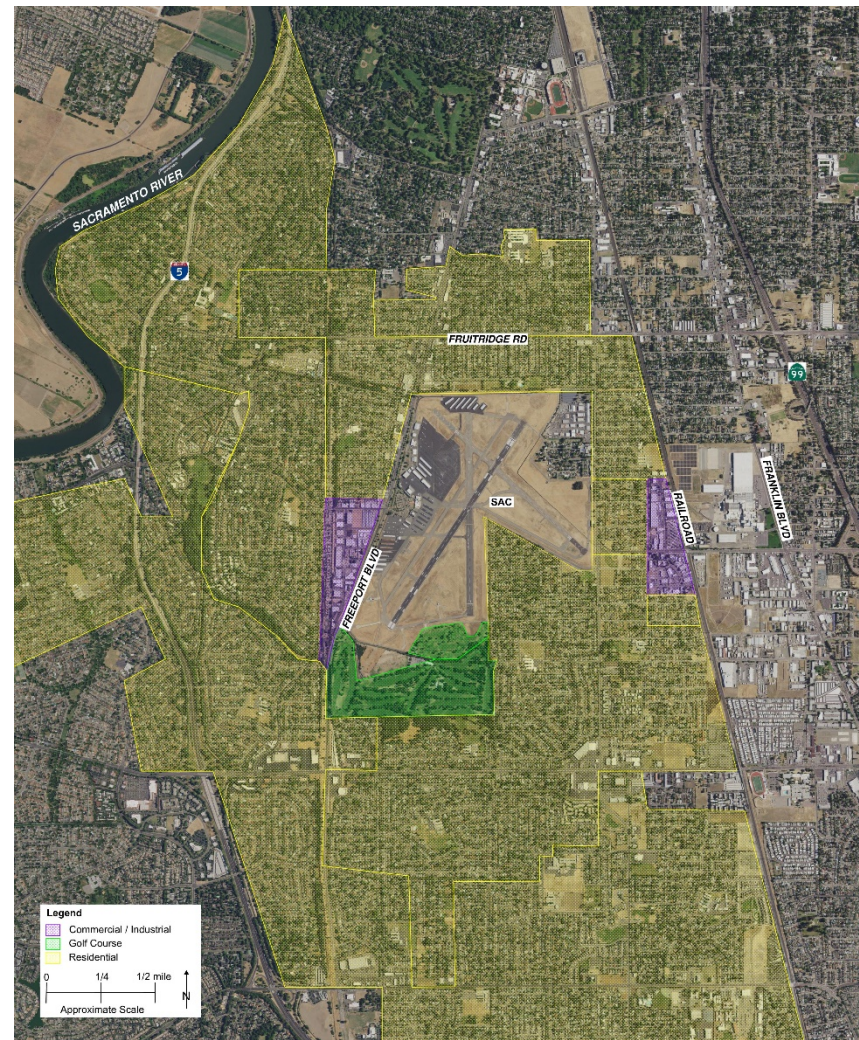 SACRAMENTO RIVER
5
FRUITRIDGE RD
99
SAC
FREEPORT BLVD
RAILROAD
FRANKLIN BLVD
Legend
Commercial / Industrial
Golf Course
Residential
0 1/4 1/2 mile
N
Approximate Scale